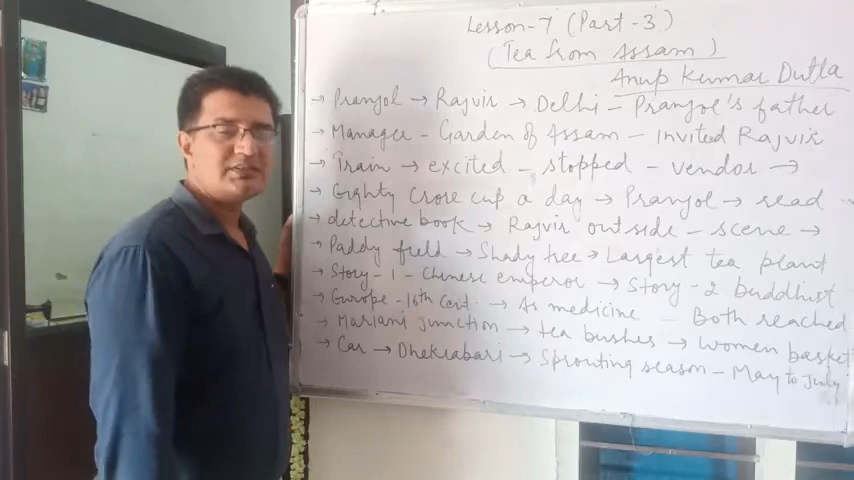 Lesson-7 (Part-3)
(Tea from Assam)
Anup Kumar Dutta
→ Pranjol → Rajvir → Delhi - Pranjol's father
→ Manager - Garden of Assam - invited Rajvir
→ Train → excited - stopped - vendor →
→ Eighty crore cup a day → Pranjol → read
→ detective book → Rajvir outside - scene →
→ Paddy field → Shady tree → Largest tea plant
→ Story-1 - Chinese emperor → Story-2 buddhist
→ Europe - 16th Cent. → As medicine - Both reached
→ Mariani junction → tea bushes → women basket
→ Car → Dhekiabari → Sprouting season - May to July